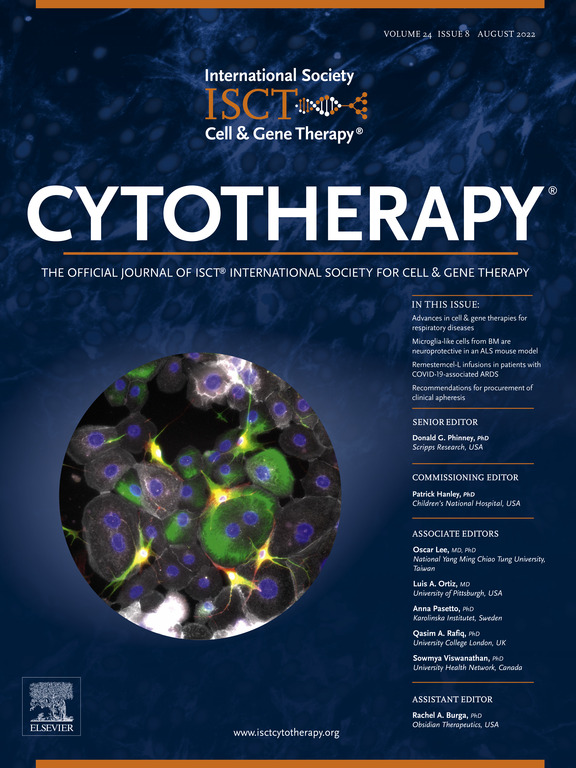 VOLUME 24 ISSUE 8 AUGUST 2022
International Society
ISCT
Cell & Gene Therapy®
CYTOTHERAPY®
THE OFFICIAL JOURNAL OF ISCT® INTERNATIONAL SOCIETY FOR CELL & GENE THERAPY
IN THIS ISSUE:
Advances in cell & gene therapies for
respiratory diseases
Microglia-like cells from BM are
neuroprotective in an ALS mouse model
Remestemcel-L infusions in patients with
COVID-19-associated ARDS
Recommendations for procurement of
clinical apheresis
SENIOR EDITOR
Donald G. Phinney, PhD
Scripps Research, USA
COMMISSIONING EDITOR
Patrick Hanley, PhD
Children's National Hospital, USA
ASSOCIATE EDITORS
Oscar Lee, MD, PhD
National Yang Ming Chiao Tung University,
Taiwan
Luis A. Ortiz, MD
University of Pittsburgh, USA
Anna Pasetto, PhD
Karolinska Institutet, Sweden
Qasim A. Rafiq, PhD
University College London, UK
Sowmya Viswanathan, PhD
University Health Network, Canada
ASSISTANT EDITOR
Rachel A. Burga, PhD
Obsidian Therapeutics, USA
ELSEVIER
www.isctcytotherapy.org